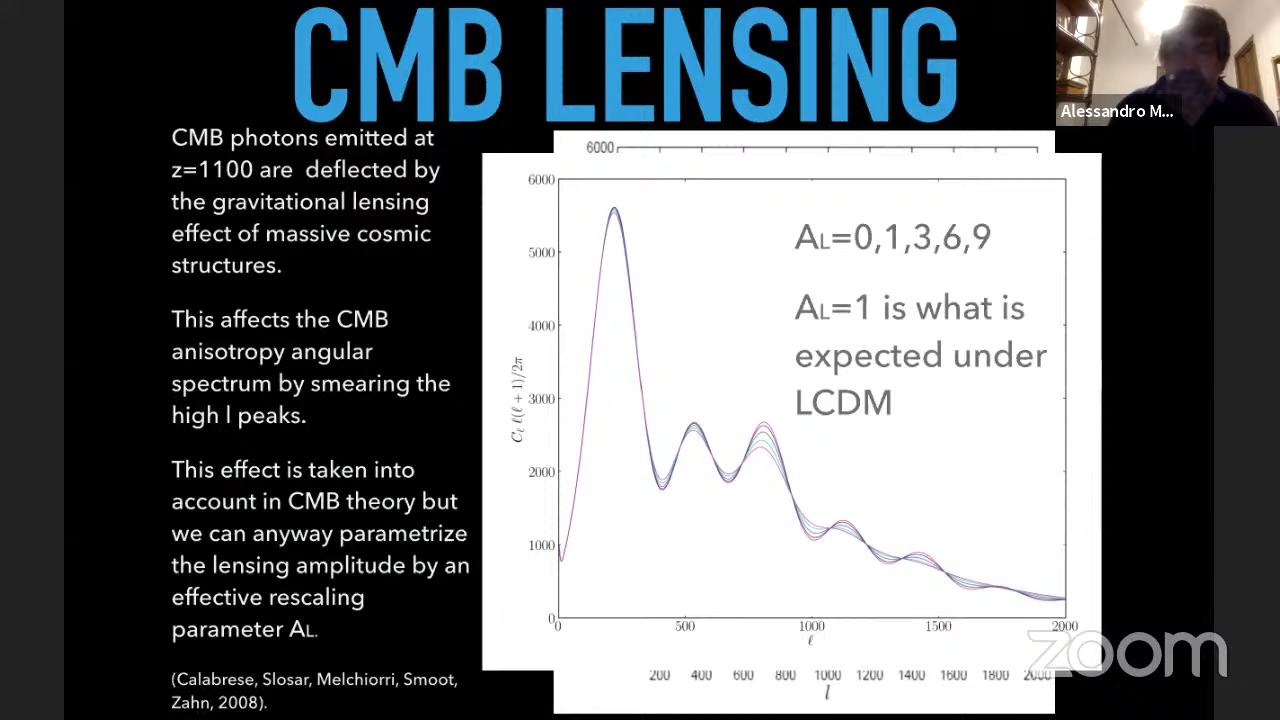 CMB LENSING
Alessandro M...
CMB photons emitted at
z=1100 are deflected by
the gravitational lensing
effect of massive cosmic
structures.
This affects the CMB
anisotropy angular
spectrum by smearing the
high l peaks.
This effect is taken into
account in CMB theory but
we can anyway parametrize
the lensing amplitude by an
effective rescaling
parameter AL.
(Calabrese, Slosar, Melchiorri, Smoot,
Zahn, 2008).
6000
6000
5000
4000
3000
2000
1000
0
Cℓ ℓ(ℓ+1)/2π
AL=0,1,3,6,9
AL=1 is what is
expected under
LCDM
0 500 1000 1500 2000
ℓ
200 400 600 800 1000 1200 1400 1600 1800 2000
l
zoom